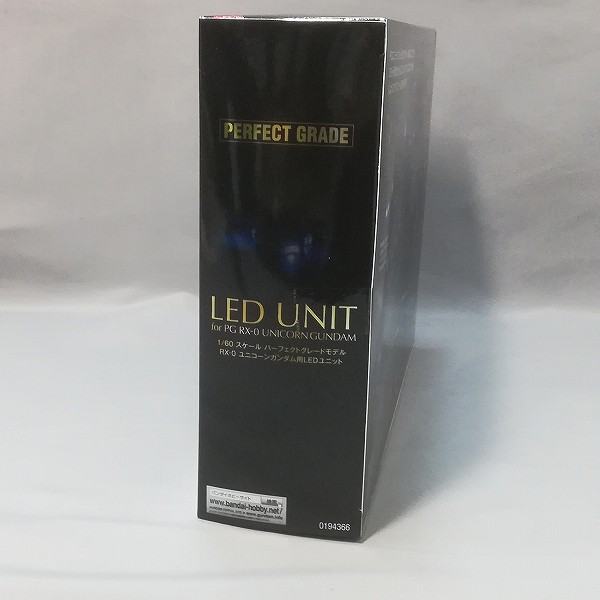 PERFECT GRADE
LED UNIT
for PG RX-0 UNICORN GUNDAM
1/60 スケール パーフェクトグレードモデル
RX-0 ユニコーンガンダム用LEDユニット
バンダイホビーサイト
www.bandai-hobby.net/
0194366